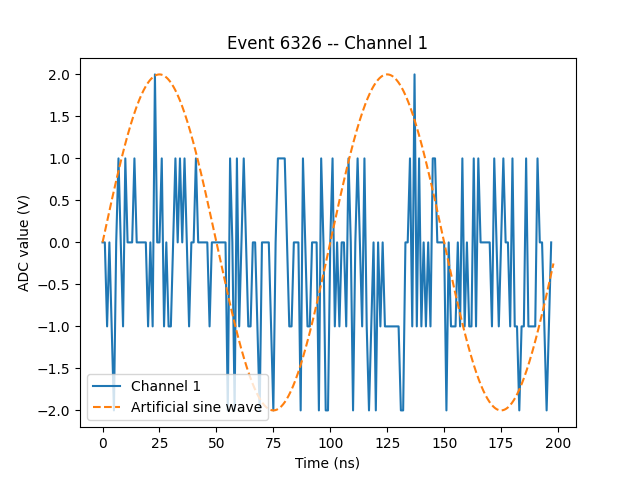 Event 6326 -- Channel 1
2.0
1.5
1.0
0.5
0.0
−0.5
−1.0
−1.5
−2.0
ADC value (V)
Channel 1
Artificial sine wave
0 25 50 75 100 125 150 175 200
Time (ns)